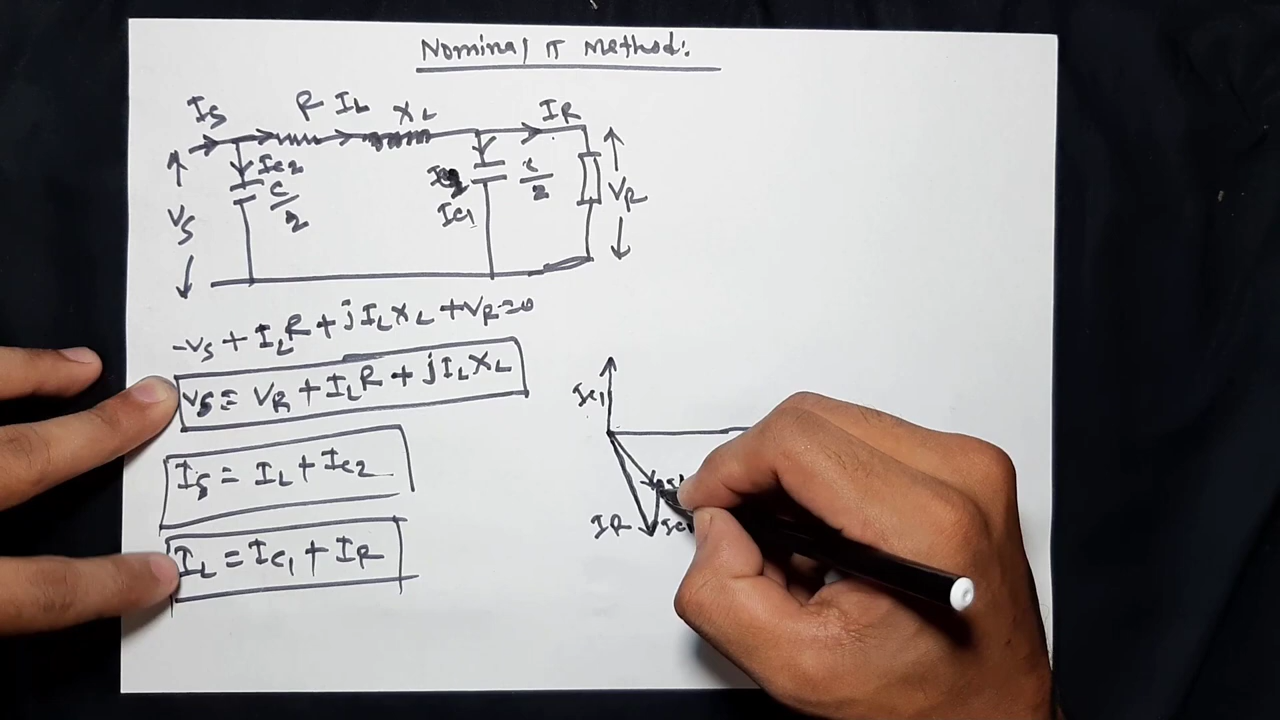 Nominal π Method:
IS R IL XL IR
Ic2 C/2
Ic1 C/2
VS VR
-VS + ILR + jILXL + VR = 0
VS = VR + ILR + jILXL
IS = IL + Ic2
IL = Ic1 + IR
Ic1
IR Ic1